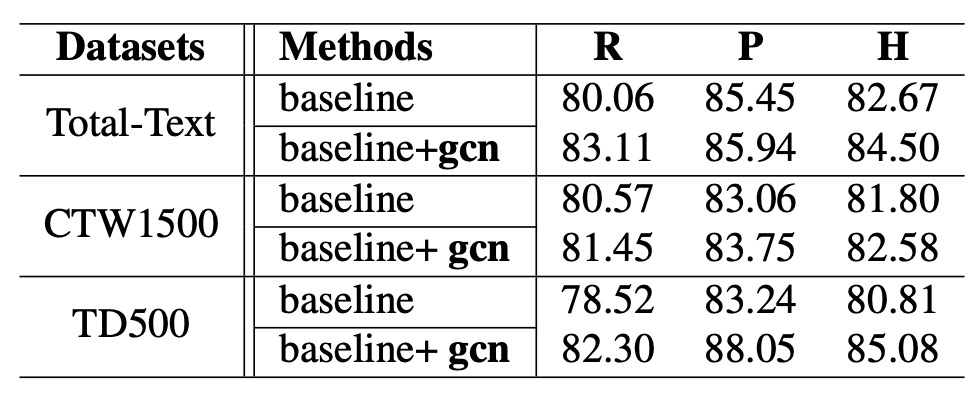 Datasets Methods R P H
Total-Text
baseline 80.06 85.45 82.67
baseline+gcn 83.11 85.94 84.50
CTW1500
baseline 80.57 83.06 81.80
baseline+ gcn 81.45 83.75 82.58
TD500
baseline 78.52 83.24 80.81
baseline+ gcn 82.30 88.05 85.08